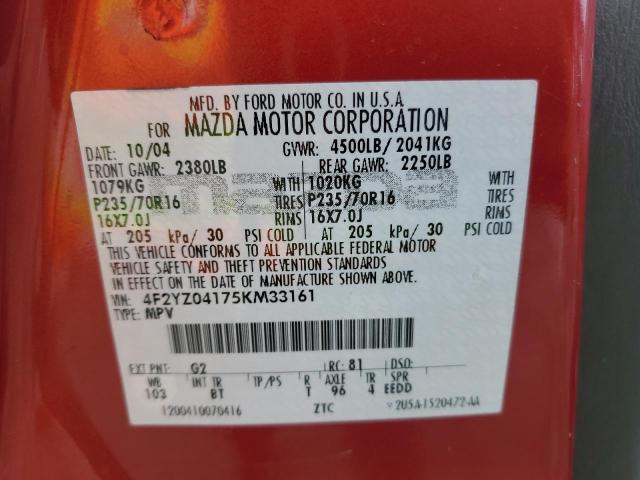 MFD. BY FORD MOTOR CO. IN U.S.A.
FOR MAZDA MOTOR CORPORATION
DATE: 10/04 GVWR: 4500LB/ 2041KG
FRONT GAWR: 2380LB REAR GAWR: 2250LB
1079KG WITH 1020KG WITH
P235/70R16 TIRES P235/70R16 TIRES
16X7.0J RIMS 16X7.0J RIMS
AT 205 kPa/ 30 PSI COLD AT 205 kPa/ 30 PSI COLD
THIS VEHICLE CONFORMS TO ALL APPLICABLE FEDERAL MOTOR
VEHICLE SAFETY AND THEFT PREVENTION STANDARDS
IN EFFECT ON THE DATE OF MANUFACTURE SHOWN ABOVE.
VIN: 4F2YZ04175KM33161
TYPE: MPV
EXT PNT: G2 RC: 81 DSO:
WB INT TR TP/PS R AXLE TR SPR
103 BT T 96 4 EEDD
1200410070416 ZTC V 2U5A-1520472-AA
mazda